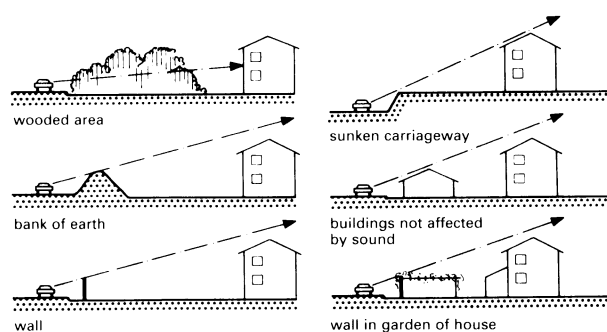 wooded area
sunken carriageway
bank of earth
buildings not affected
by sound
wall
wall in garden of house